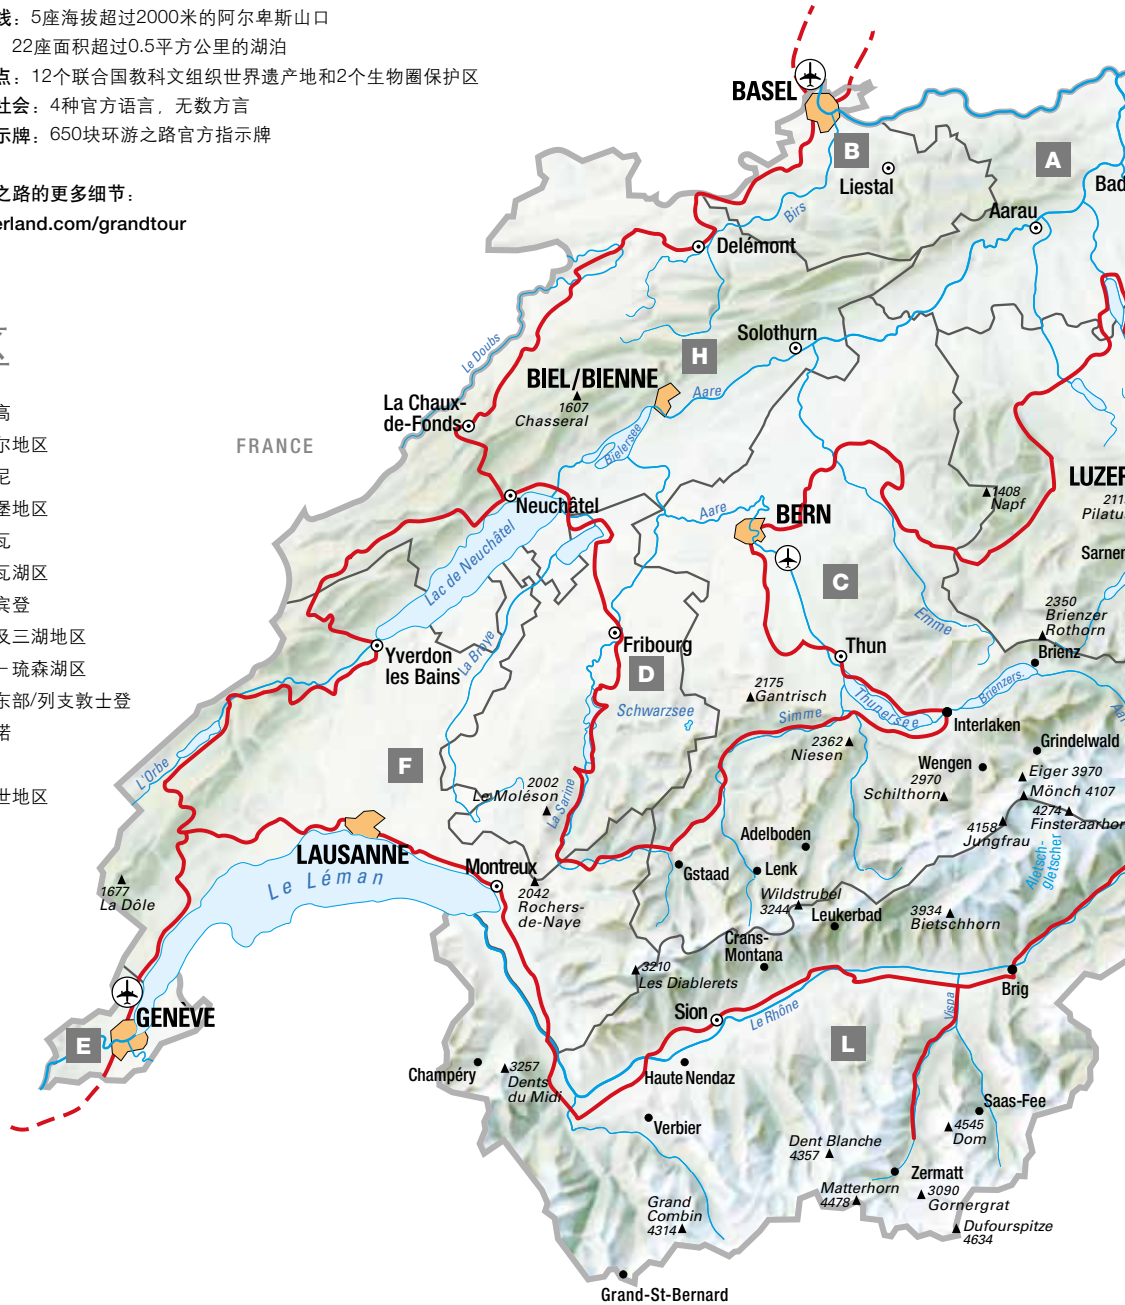 线：5座海拔超过2000米的阿尔卑斯山口
22座面积超过0.5平方公里的湖泊
点：12个联合国教科文组织世界遗产地和2个生物圈保护区
社会：4种官方语言，无数方言
示牌：650块环游之路官方指示牌
之路的更多细节：
erland.com/grandtour
区
高
尔地区
尼
堡地区
瓦
瓦湖区
宾登
及三湖地区
－琉森湖区
东部/列支敦士登
诺
世地区
BASEL
B
A
Liestal
Bad
Birs
Aarau
Delémont
Solothurn
Le Doubs
H
BIEL/BIENNE
Aare
1607
Chasseral
La Chaux-
de-Fonds
FRANCE
Bielersee
LUZER
1408
Napf
211
Pilatu
Neuchâtel
Aare
BERN
Lac de Neuchâtel
Sarner
C
2350
Brienzer
Rothorn
Emme
Fribourg
La Broye
Thun
Brienz
Yverdon
les Bains
D
2175
Gantrisch
Brienzers.
Thunersee
Schwarzsee
Simme
Interlaken
Aar
2362
Niesen
Grindelwald
F
L'Orbe
Wengen
2970
Schilthorn
Eiger 3970
Mönch 4107
2002
Le Moléson
La Sarine
4274
Finsteraarhorn
4158
Jungfrau
Adelboden
LAUSANNE
Montreux
Gstaad
Lenk
Aletsch-
gletscher
Le Léman
1677
La Dôle
2042
Rochers-
de-Naye
Wildstrubel
3244
Leukerbad
3934
Bietschhorn
Crans-
Montana
3210
Les Diablerets
Brig
GENÈVE
Sion
Le Rhône
Vispa
E
L
Champéry
3257
Dents
du Midi
Haute Nendaz
Saas-Fee
Verbier
4545
Dom
Dent Blanche
4357
Zermatt
Matterhorn
4478
3090
Gornergrat
Grand
Combin
4314
Dufourspitze
4634
Grand-St-Bernard